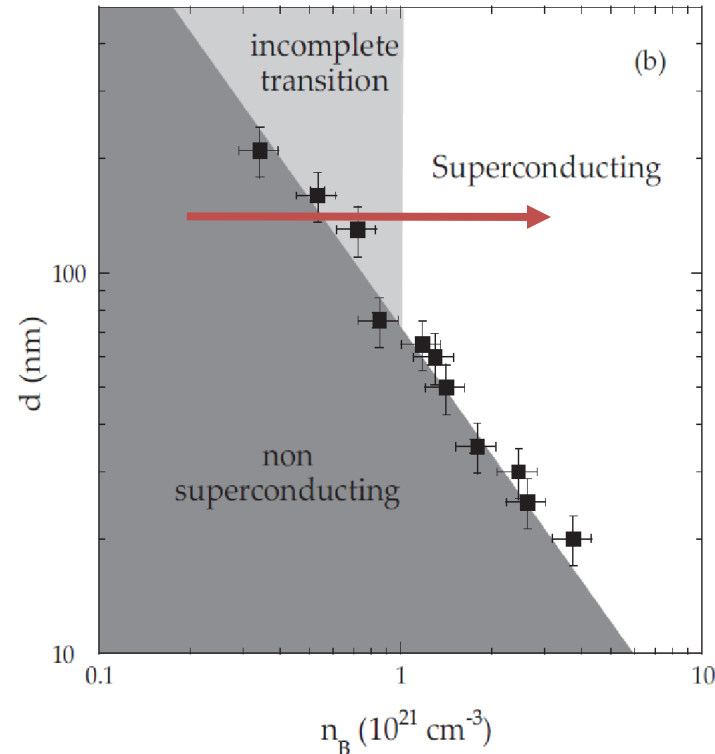 incomplete
transition
(b)
Superconducting
100
d (nm)
non
superconducting
10
0.1
1
10
n_B (10^21 cm^-3)